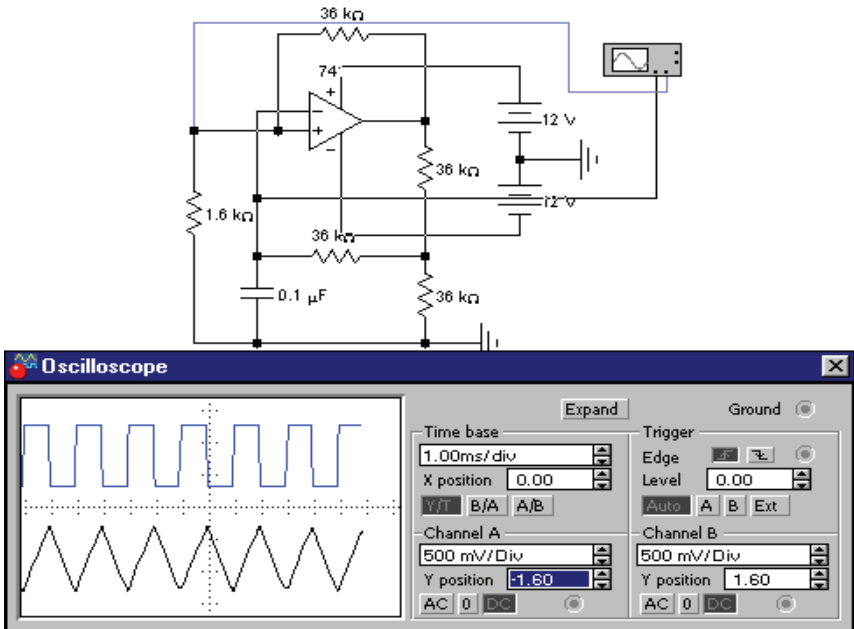 36 kΩ
74
12 V
36 kΩ
1.6 kΩ
12 V
36 kΩ
0.1 μF
36 kΩ
Oscilloscope
Expand
Ground
Time base
Trigger
1.00ms/div
Edge
X position 0.00
Level 0.00
Y/T B/A A/B
Auto A B Ext
Channel A
Channel B
500 mV/Div
500 mV/Div
Y position -1.60
Y position 1.60
AC 0 DC
AC 0 DC